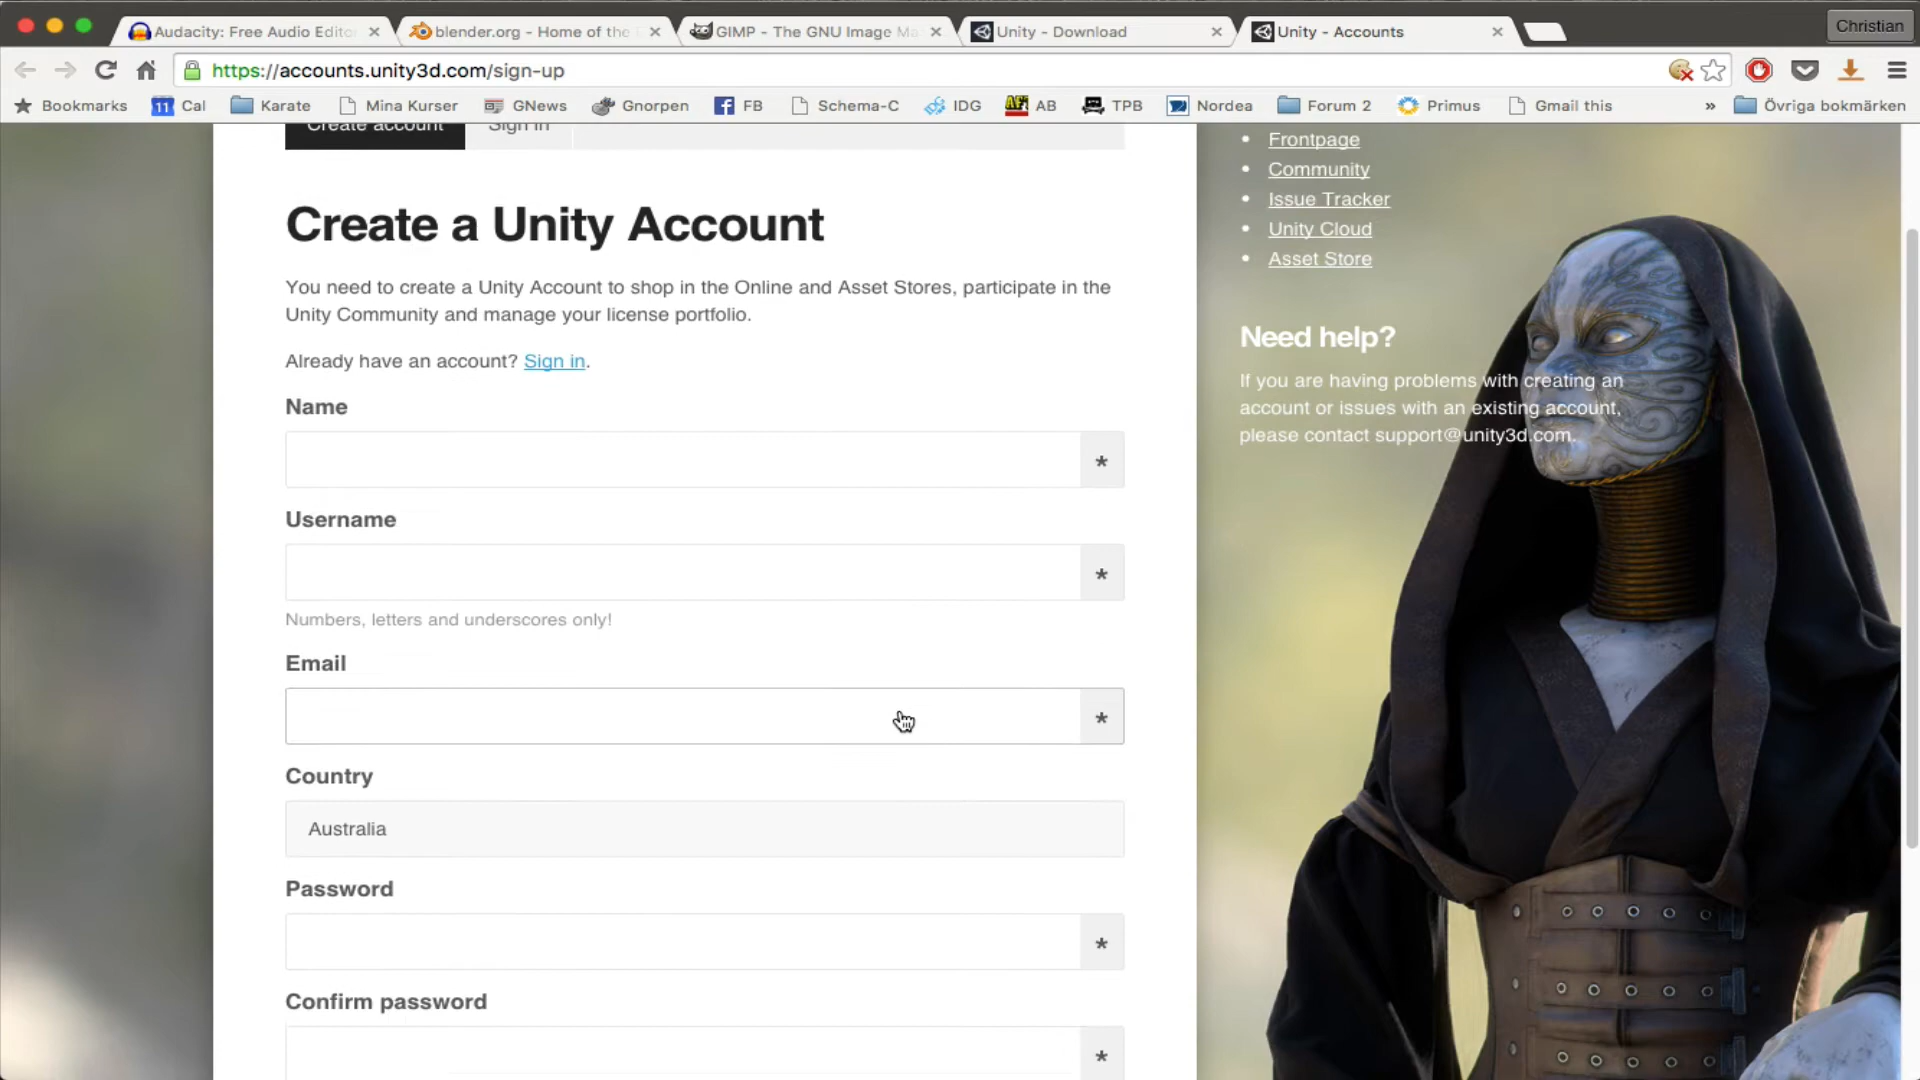 Audacity: Free Audio Edito
blender.org - Home of the
GIMP - The GNU Image Ma
Unity - Download
Unity - Accounts
Christian
https://accounts.unity3d.com/sign-up
Bookmarks
11 Cal
Karate
Mina Kurser
GNews
Gnorpen
FB
Schema-C
IDG
AB
TPB
Nordea
Forum 2
Primus
Gmail this
»
Övriga bokmärken
Create account
Sign in
Create a Unity Account
You need to create a Unity Account to shop in the Online and Asset Stores, participate in the
Unity Community and manage your license portfolio.
Already have an account? Sign in.
Name
*
Username
*
Numbers, letters and underscores only!
Email
*
Country
Australia
Password
*
Confirm password
*
• Frontpage
• Community
• Issue Tracker
• Unity Cloud
• Asset Store
Need help?
If you are having problems with creating an
account or issues with an existing account,
please contact support@unity3d.com.